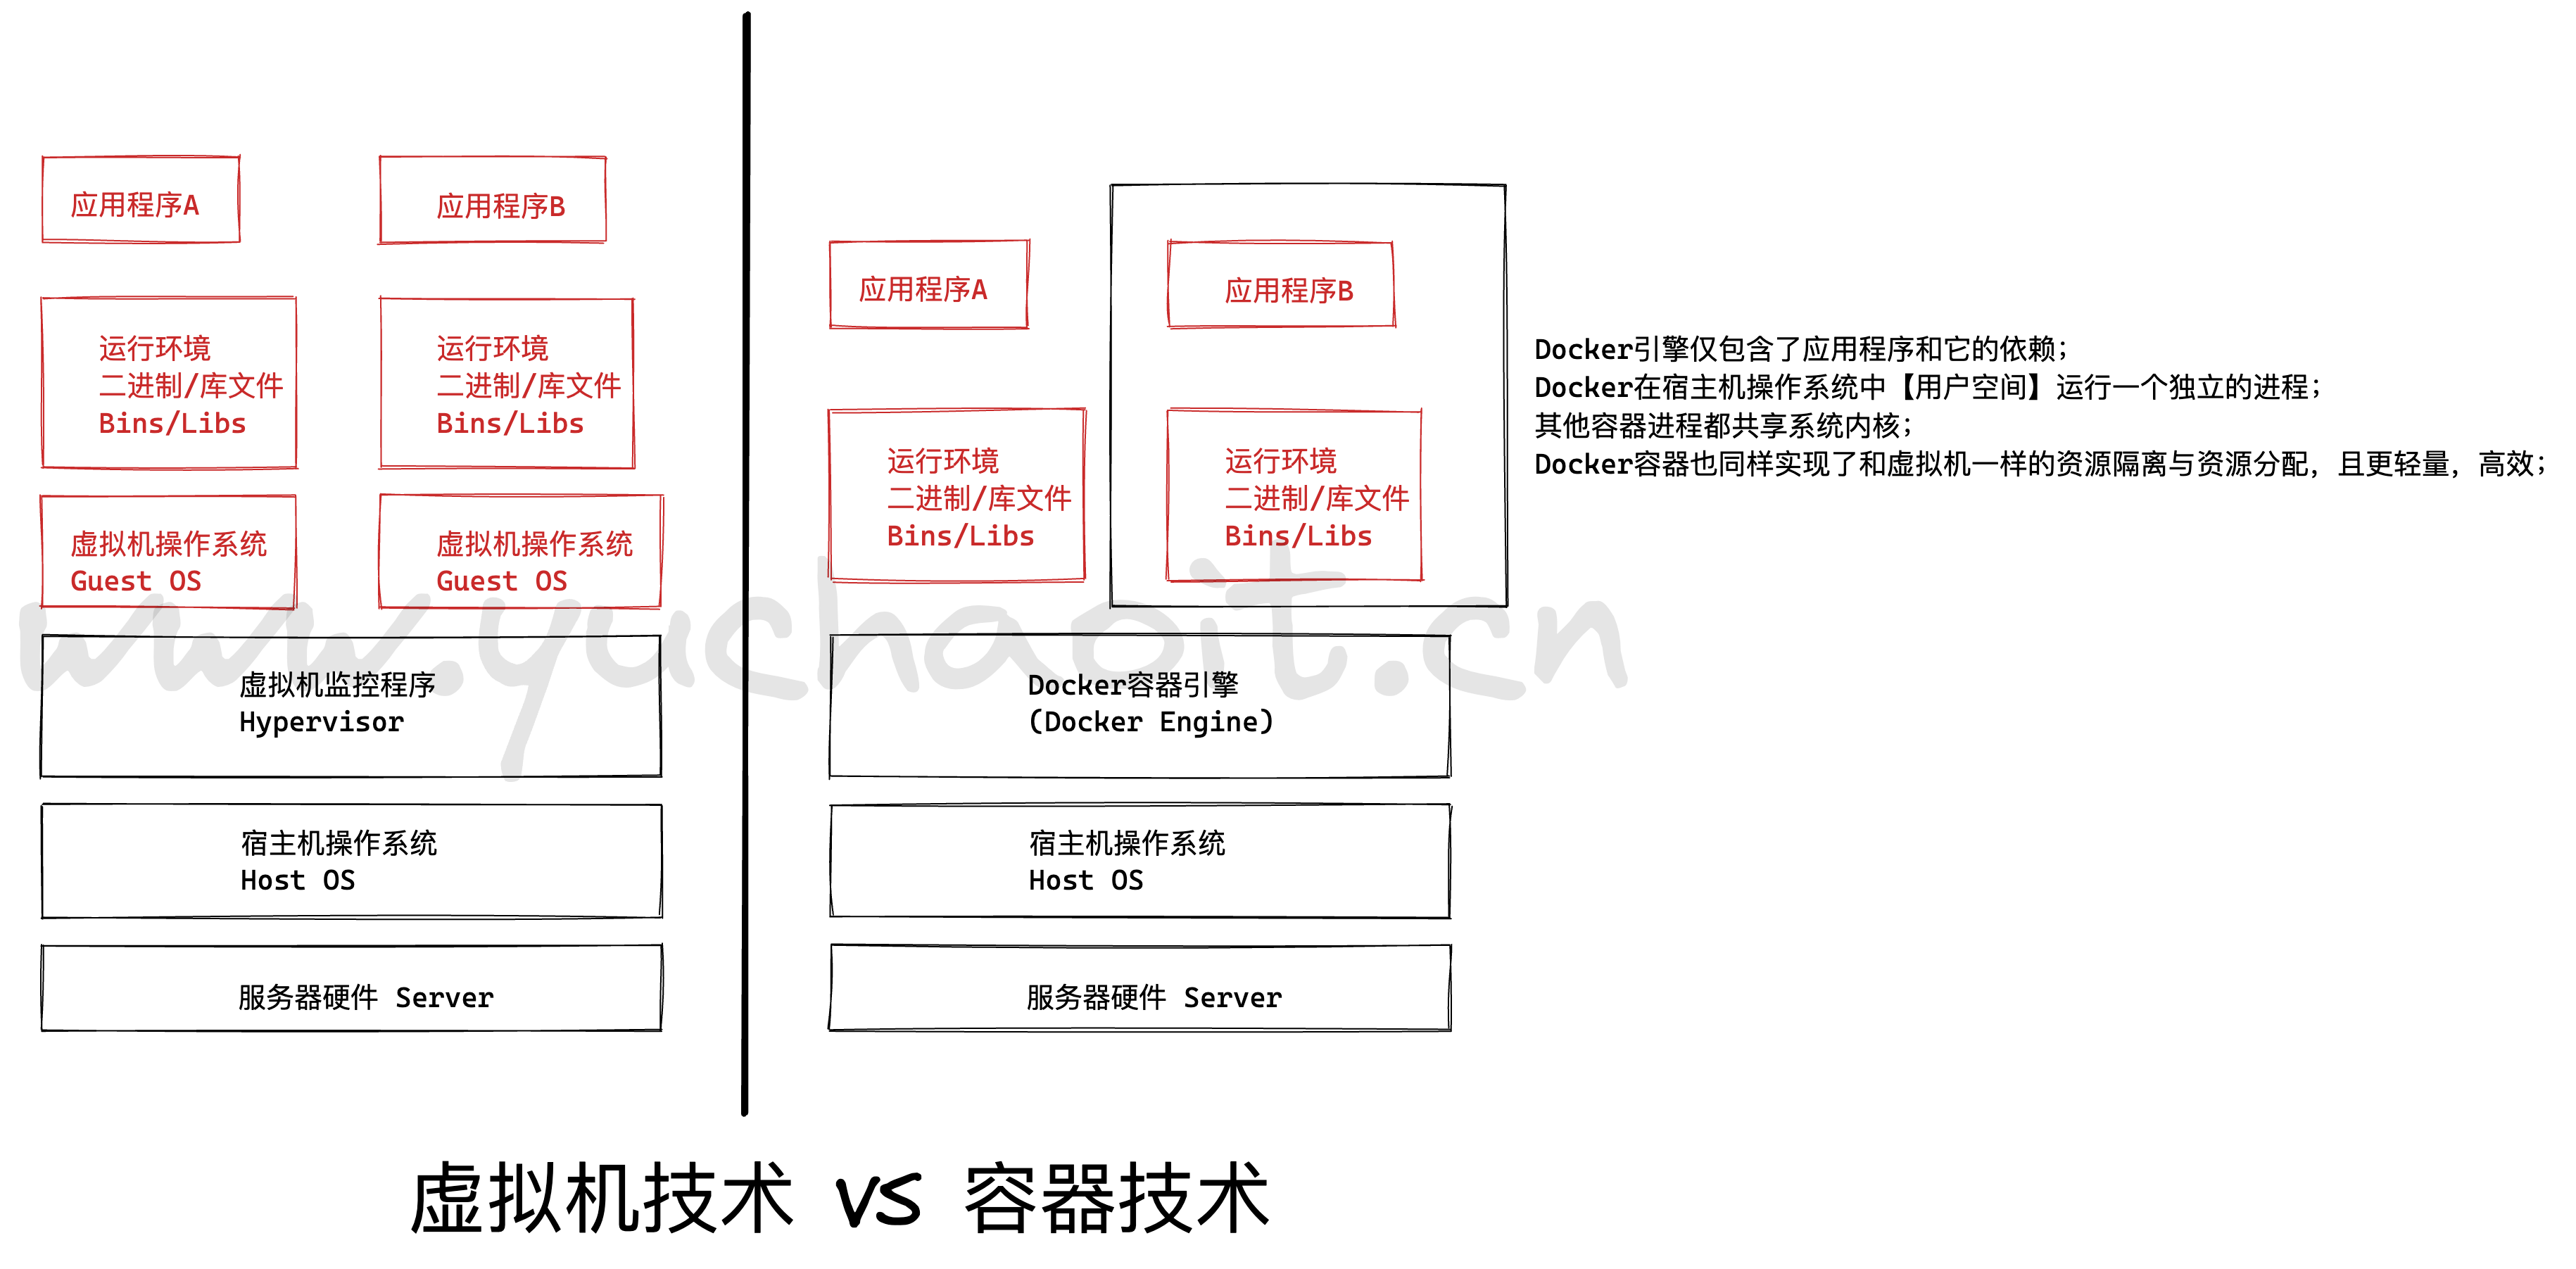 应用程序A
应用程序B
运行环境
二进制/库文件
Bins/Libs
运行环境
二进制/库文件
Bins/Libs
虚拟机操作系统
Guest OS
虚拟机操作系统
Guest OS
虚拟机监控程序
Hypervisor
宿主机操作系统
Host OS
服务器硬件 Server
应用程序A
应用程序B
运行环境
二进制/库文件
Bins/Libs
运行环境
二进制/库文件
Bins/Libs
Docker容器引擎
(Docker Engine)
宿主机操作系统
Host OS
服务器硬件 Server
Docker引擎仅包含了应用程序和它的依赖；
Docker在宿主机操作系统中【用户空间】运行一个独立的进程；
其他容器进程都共享系统内核；
Docker容器也同样实现了和虚拟机一样的资源隔离与资源分配，且更轻量，高效；
www.yuchaoit.cn
虚拟机技术 VS 容器技术